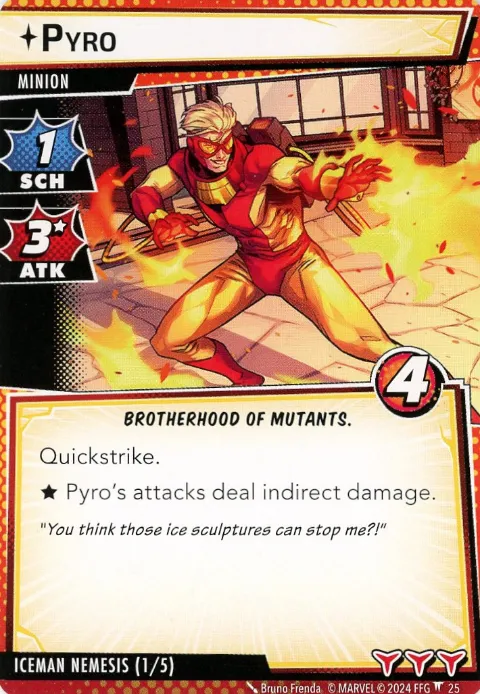 PYRO
MINION
1
SCH
3★
ATK
4
BROTHERHOOD OF MUTANTS.
Quickstrike.
★ Pyro's attacks deal indirect damage.
"You think those ice sculptures can stop me?!"
ICEMAN NEMESIS (1/5)
Bruno Frenda. © MARVEL © 2024 FFG 25